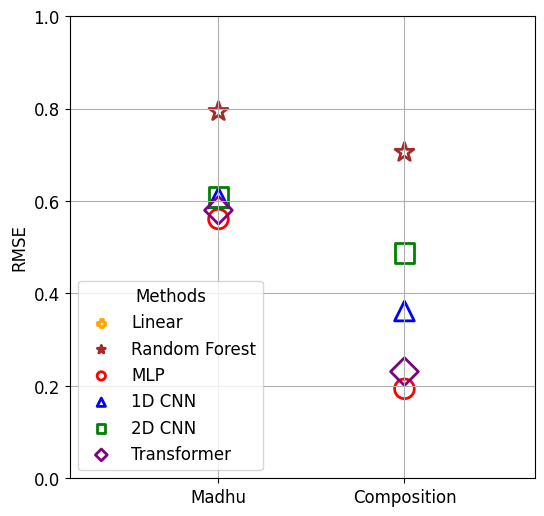 1.0
0.8
0.6
0.4
0.2
0.0
RMSE
Methods
Linear
Random Forest
MLP
1D CNN
2D CNN
Transformer
Madhu
Composition